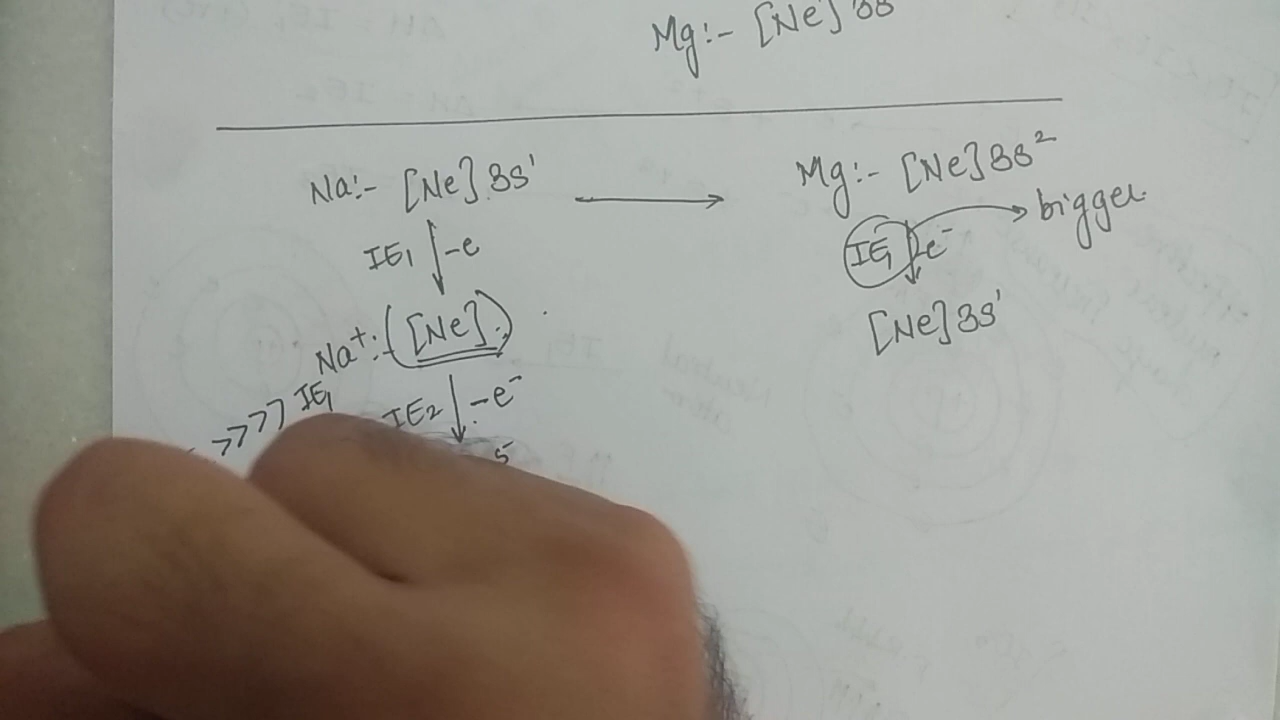 Mg:- [Ne] 3s
Na:- [Ne] 3s¹ ⟶ Mg:- [Ne] 3s²
IE₁ ↓ -e
IE₁ ↓ -e⁻ → bigger
Na⁺: ([Ne])
[Ne] 3s¹
>>>> IE₁
IE₂ ↓ -e⁻